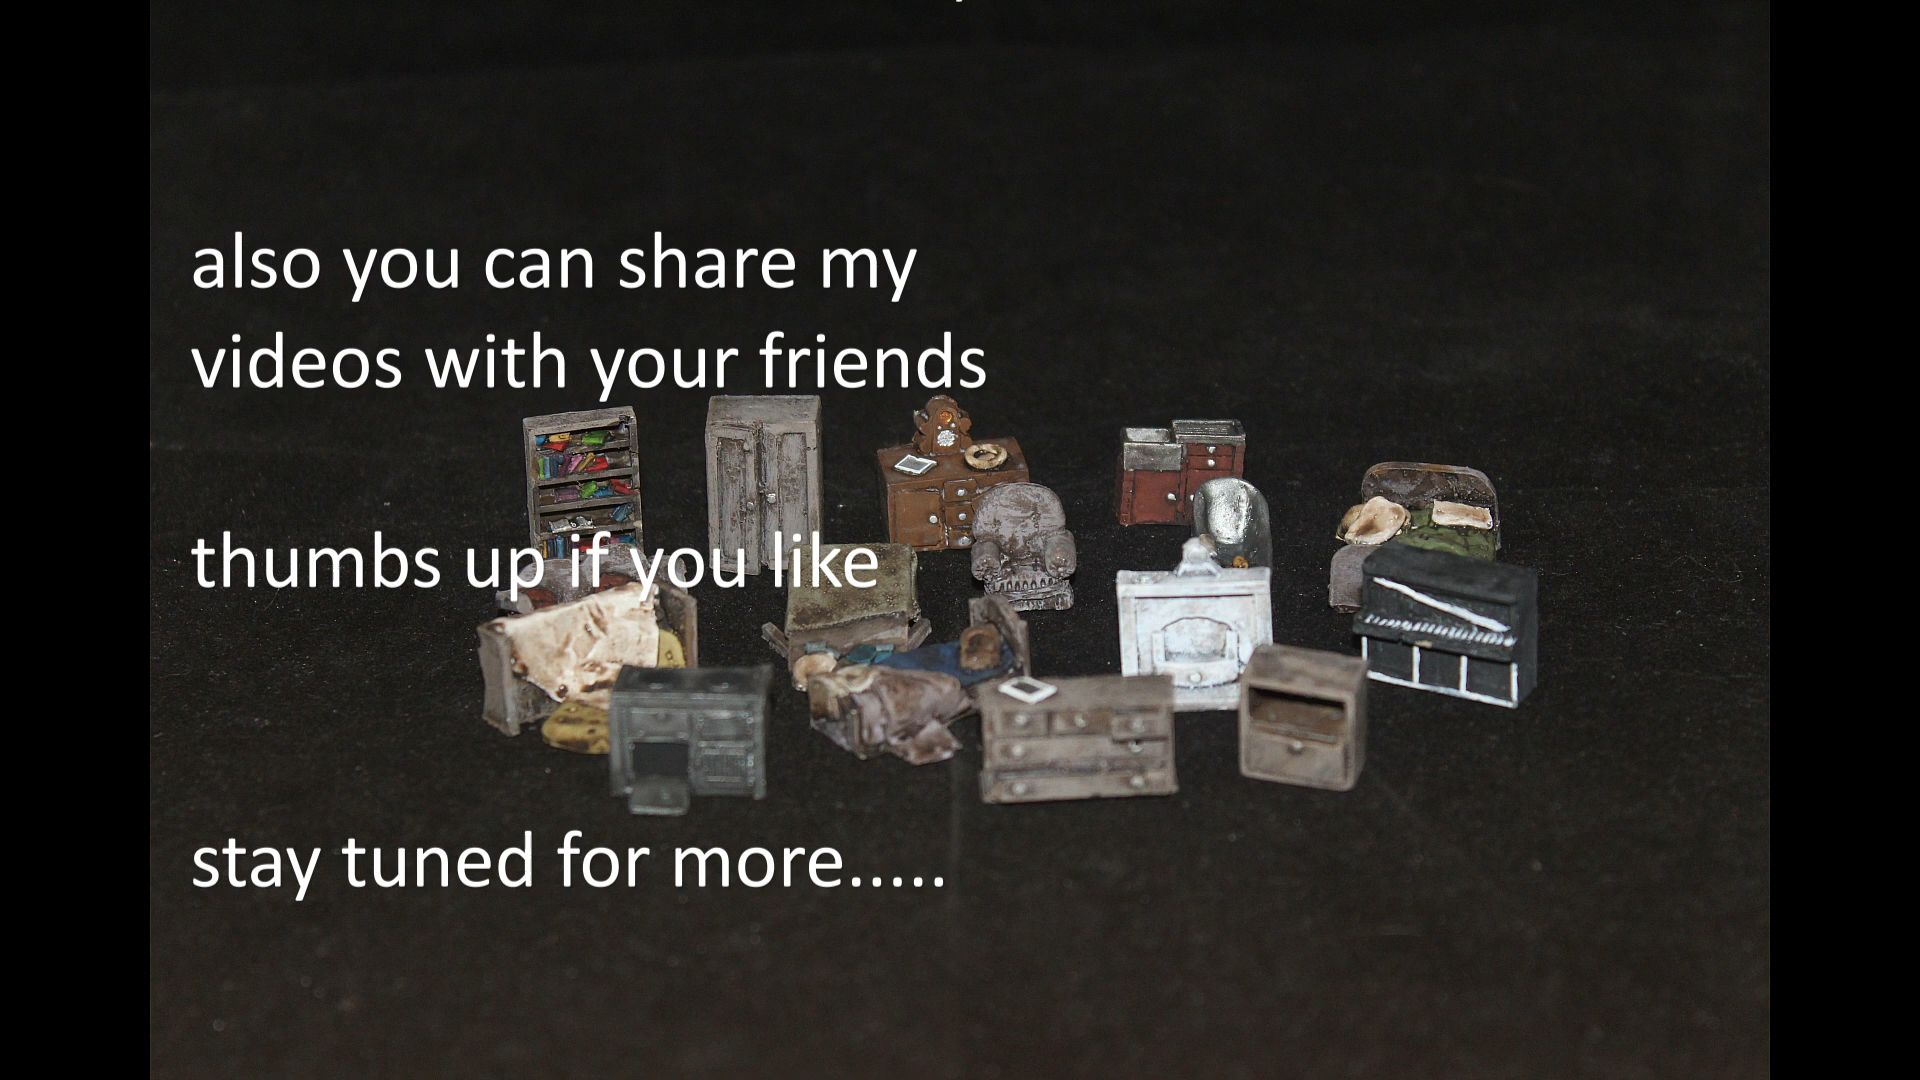 also you can share my
videos with your friends
thumbs up if you like
stay tuned for more.....